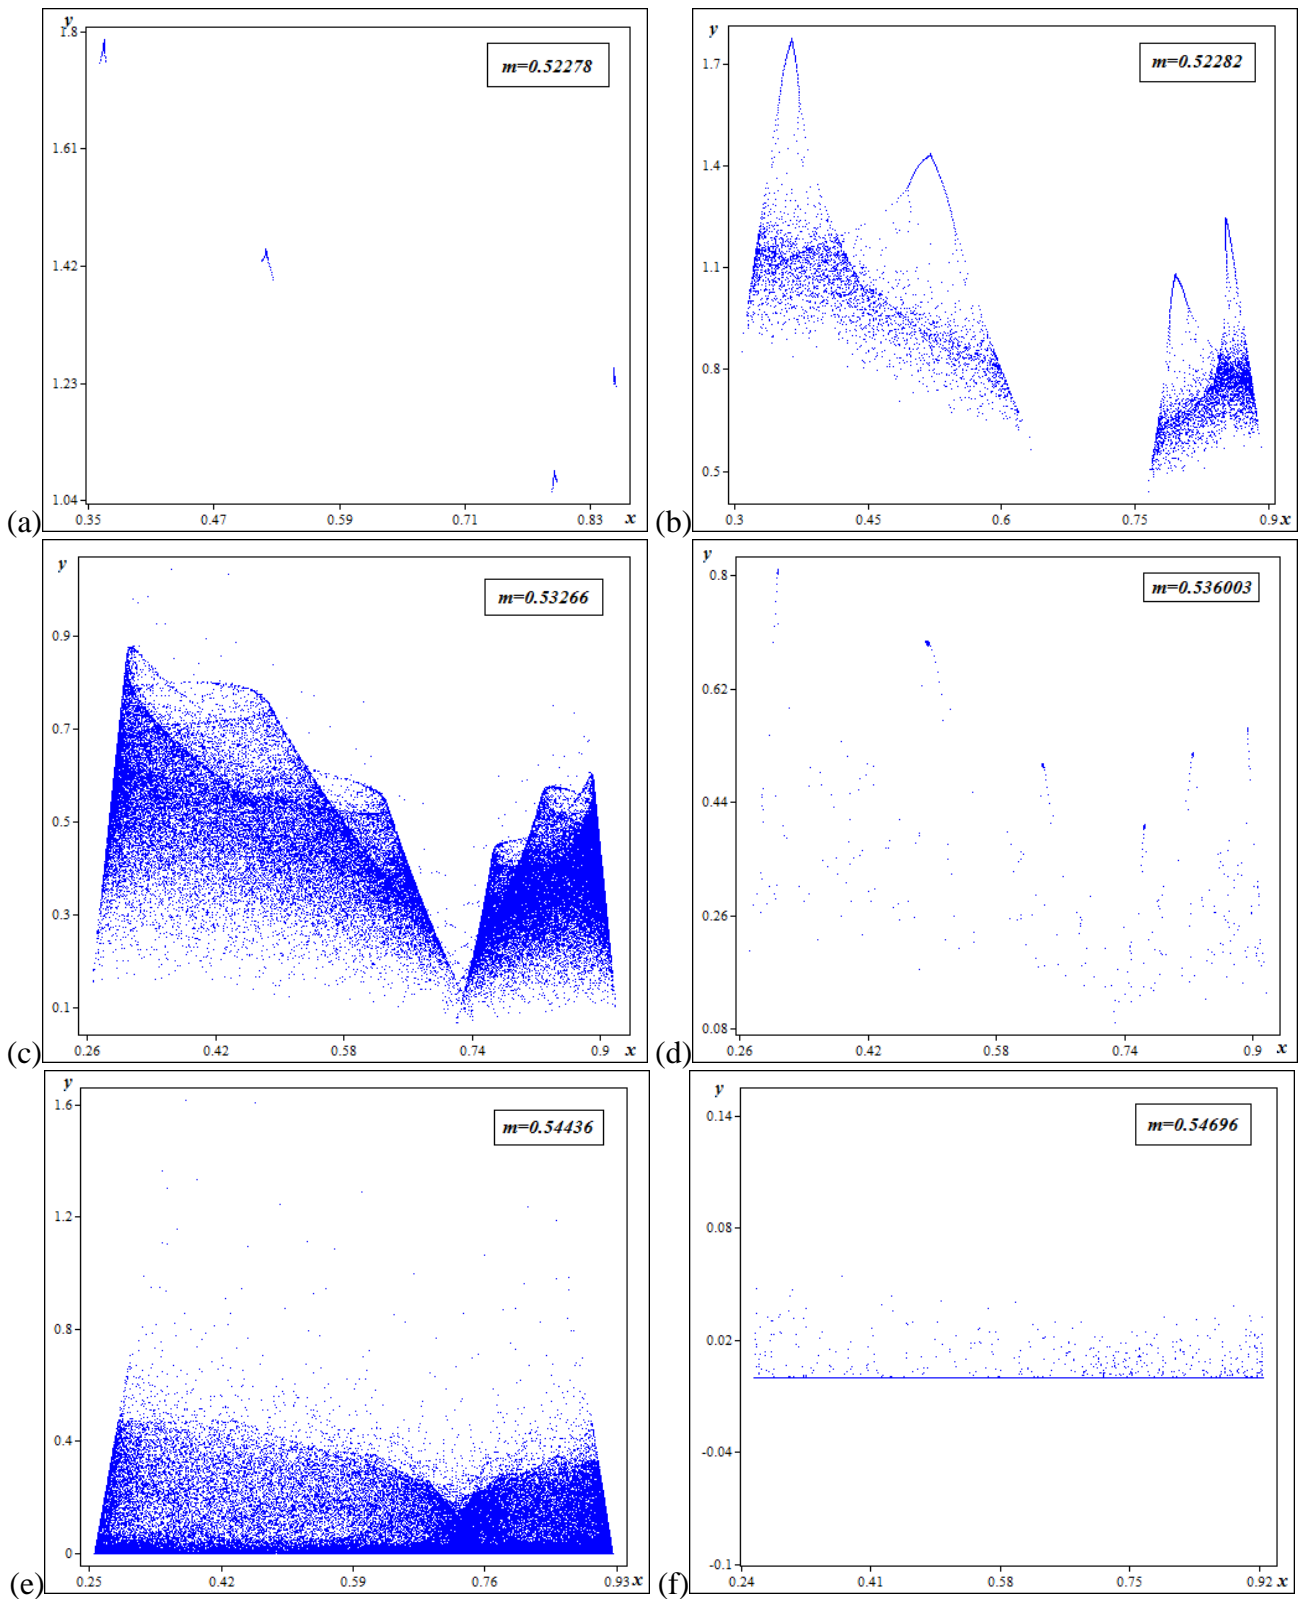 y
1.8
m=0.52278
1.61
1.42
1.23
1.04
0.35 0.47 0.59 0.71 0.83 x
(a)
y
1.7
m=0.52282
1.4
1.1
0.8
0.5
0.3 0.45 0.6 0.75 0.9 x
(b)
y
m=0.53266
0.9
0.7
0.5
0.3
0.1
0.26 0.42 0.58 0.74 0.9 x
(c)
y
0.8
m=0.536003
0.62
0.44
0.26
0.08
0.26 0.42 0.58 0.74 0.9 x
(d)
y
1.6
m=0.54436
1.2
0.8
0.4
0
0.25 0.42 0.59 0.76 0.93 x
(e)
y
0.14
m=0.54696
0.08
0.02
-0.04
-0.1
0.24 0.41 0.58 0.75 0.92 x
(f)